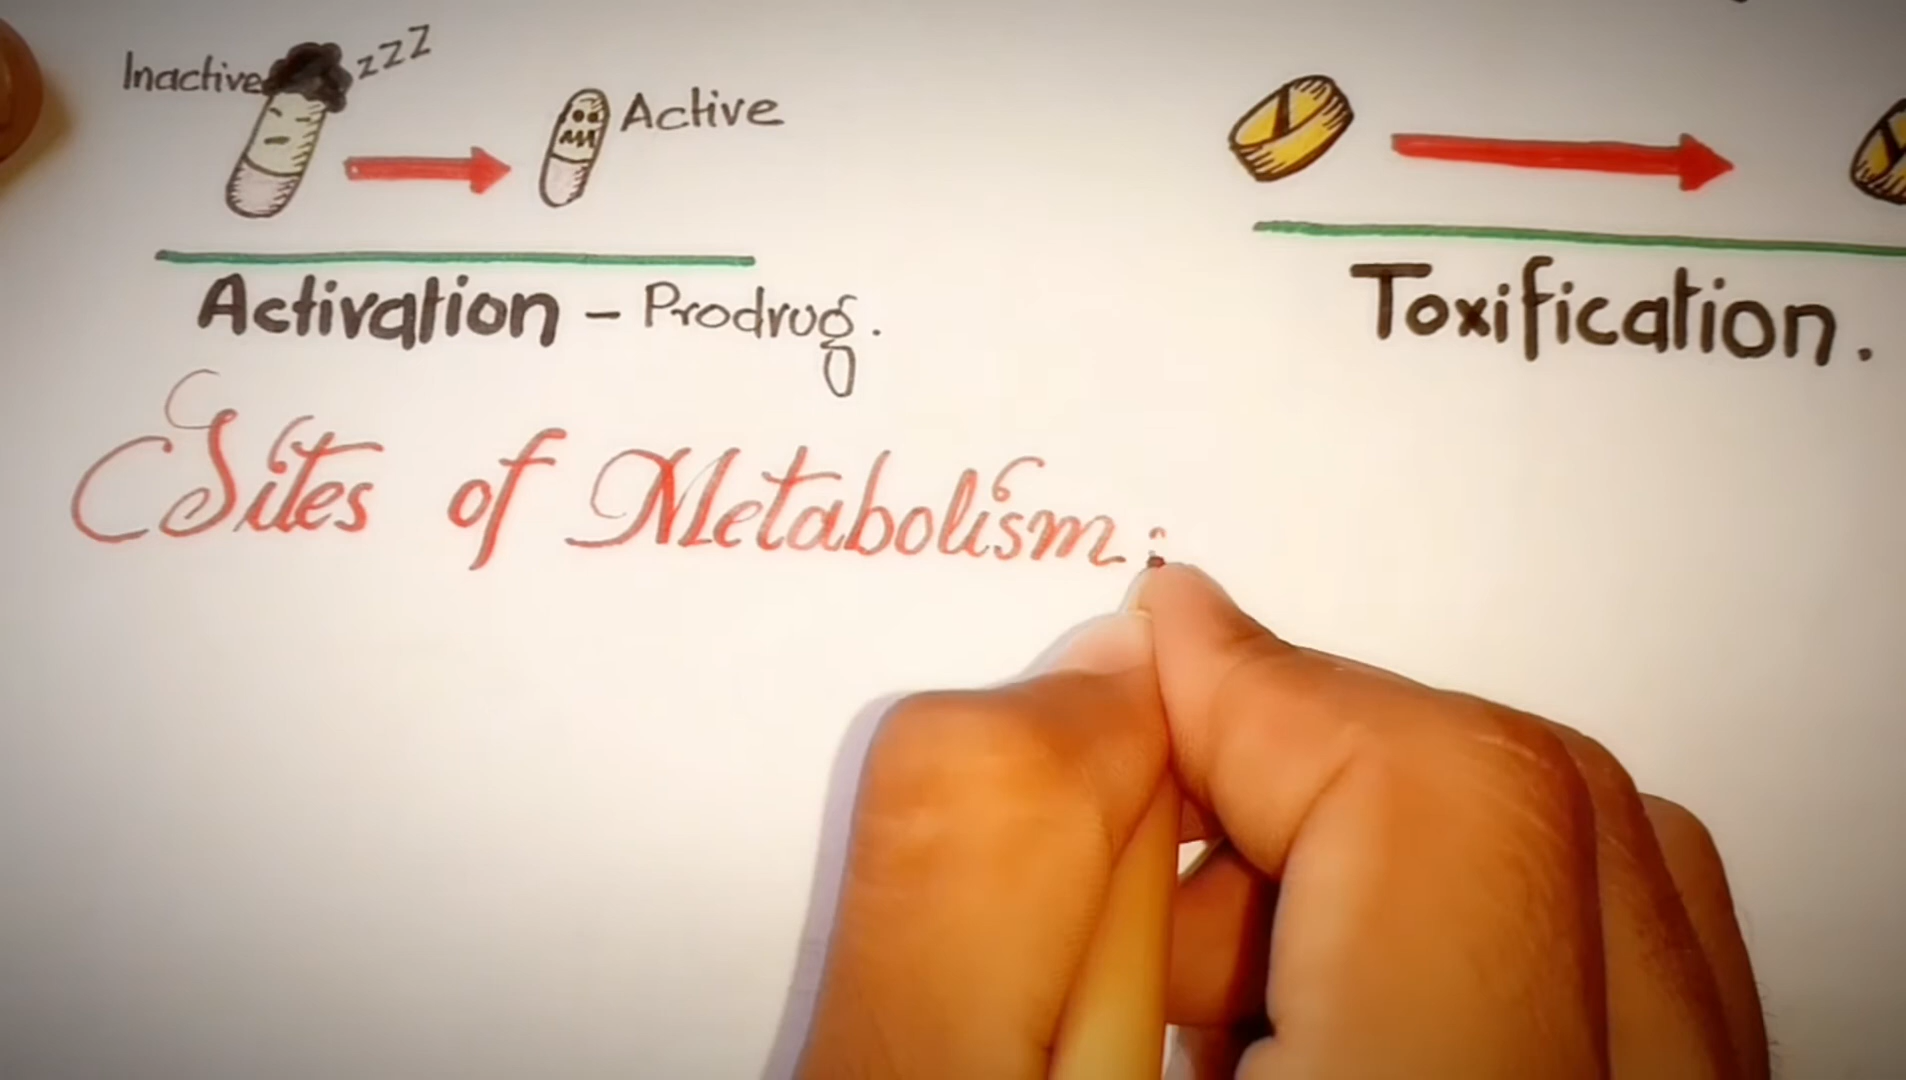 Inactive zzz
Active
Activation - Prodrug.
Toxification.
Sites of Metabolism: